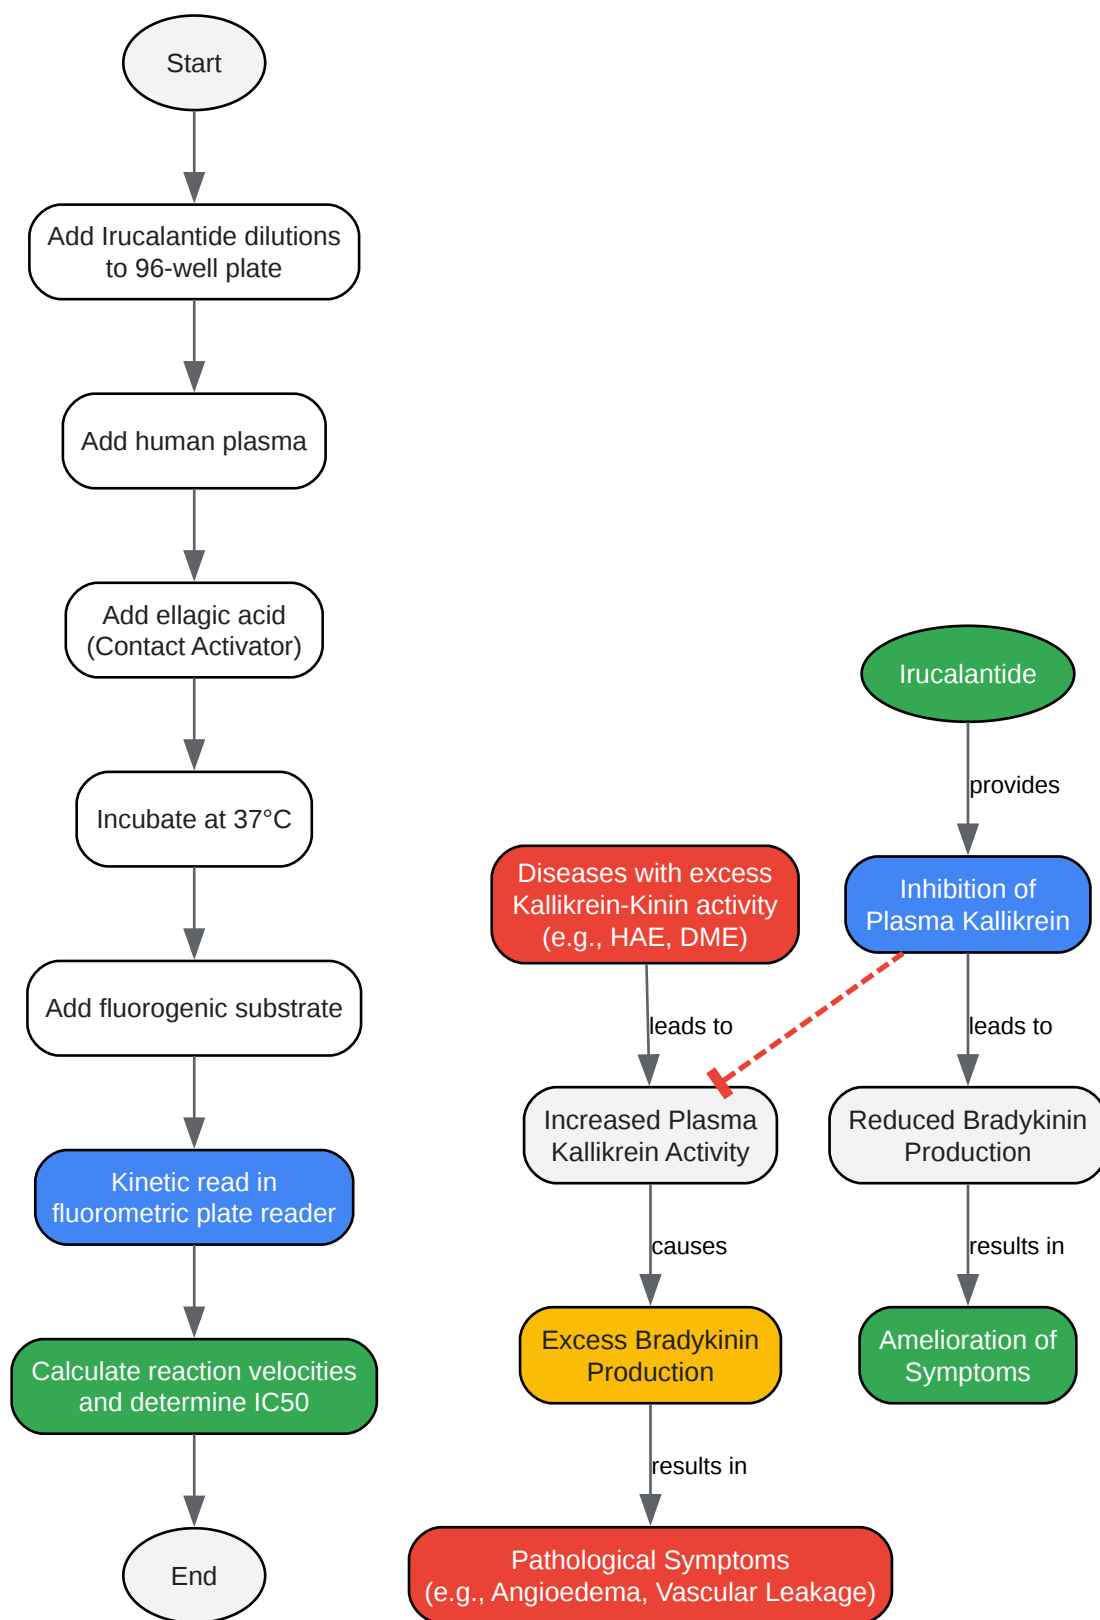 Start
Add Irucalantide dilutions
to 96-well plate
Add human plasma
Add ellagic acid
(Contact Activator)
Incubate at 37°C
Add fluorogenic substrate
Kinetic read in
fluorometric plate reader
Calculate reaction velocities
and determine IC50
End
Diseases with excess
Kallikrein-Kinin activity
(e.g., HAE, DME)
leads to
Increased Plasma
Kallikrein Activity
causes
Excess Bradykinin
Production
results in
Pathological Symptoms
(e.g., Angioedema, Vascular Leakage)
Irucalantide
provides
Inhibition of
Plasma Kallikrein
leads to
Reduced Bradykinin
Production
results in
Amelioration of
Symptoms